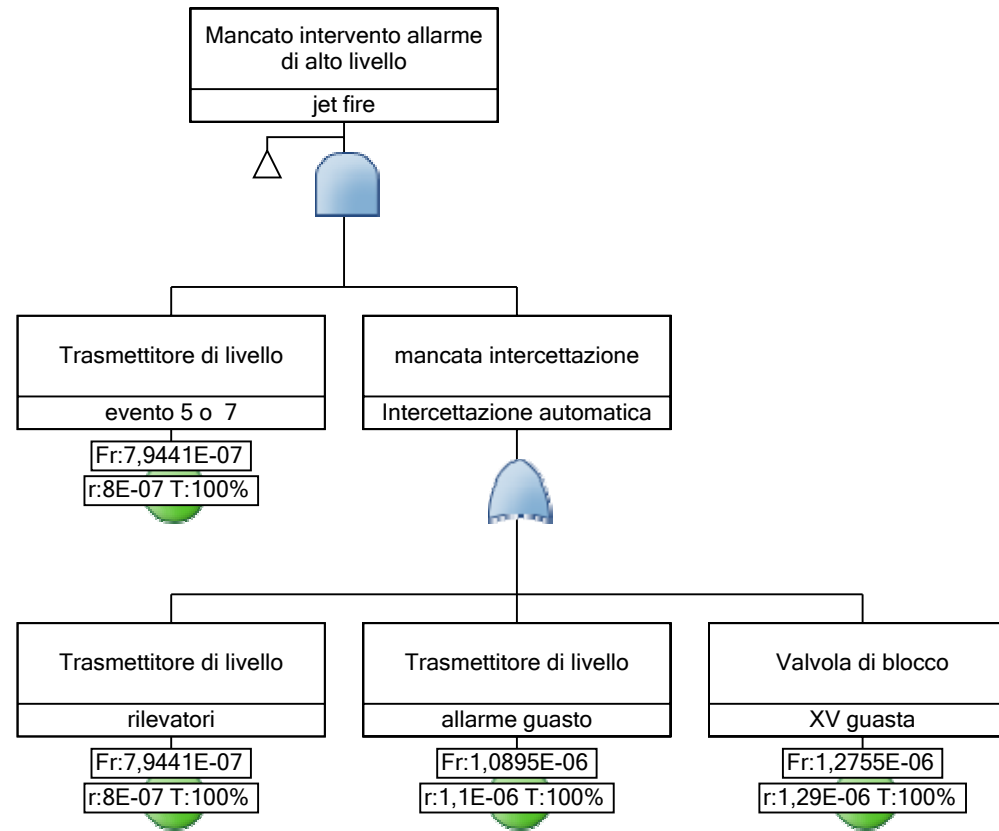 Mancato intervento allarme
di alto livello
jet fire
Trasmettitore di livello
evento 5 o 7
Fr:7,9441E-07
r:8E-07 T:100%
mancata intercettazione
Intercettazione automatica
Trasmettitore di livello
rilevatori
Fr:7,9441E-07
r:8E-07 T:100%
Trasmettitore di livello
allarme guasto
Fr:1,0895E-06
r:1,1E-06 T:100%
Valvola di blocco
XV guasta
Fr:1,2755E-06
r:1,29E-06 T:100%